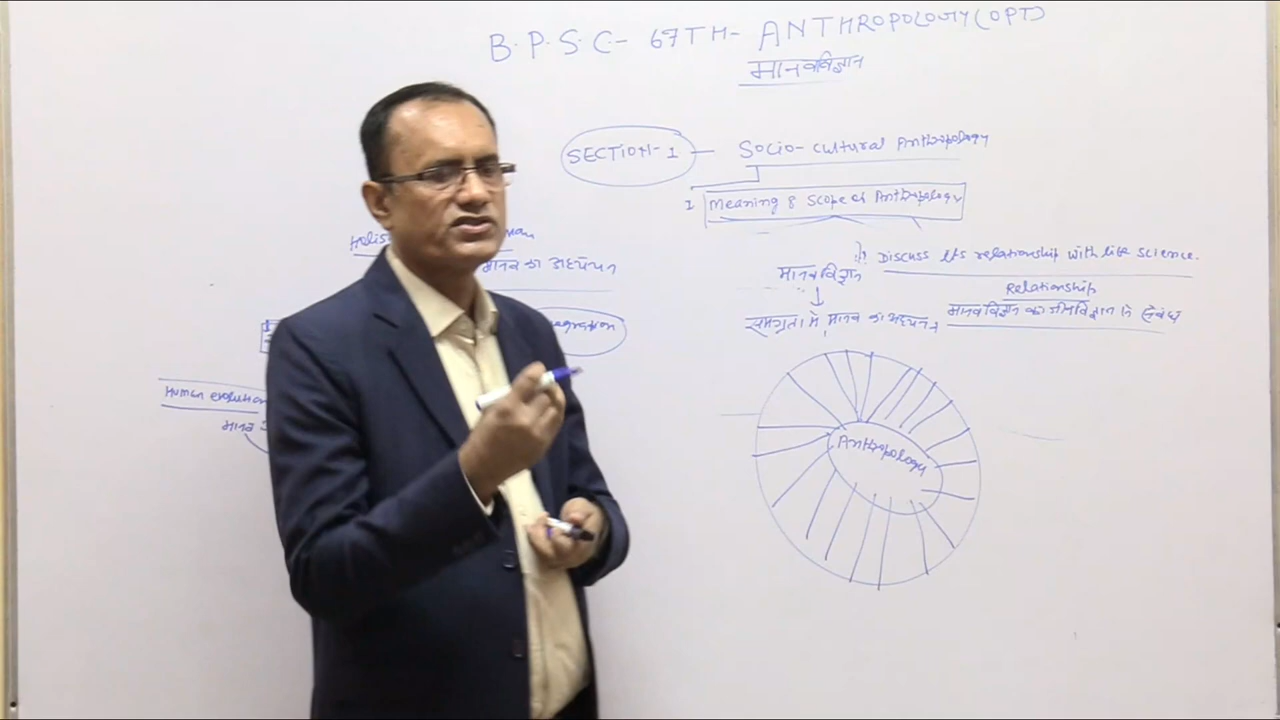 B.P.S.C- 67TH- ANTHROPOLOGY(OPT)
मानवविज्ञान
SECTION-1 — Socio-cultural Anthropology
1 Meaning & Scope of Anthropology
मानव का अध्ययन
Discuss its relationship with life science.
मानवविज्ञान
Relationship
समग्रता में मानव का अध्ययन
मानवविज्ञान का जीवविज्ञान से संबंध
Human evolution
मानव
Anthropology